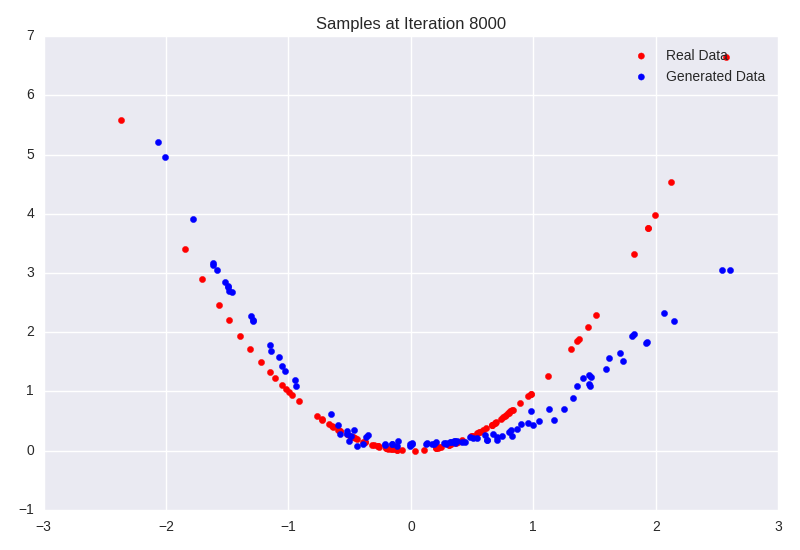 Samples at Iteration 8000
7
6
5
4
3
2
1
0
−1
Real Data
Generated Data
−3 −2 −1 0 1 2 3